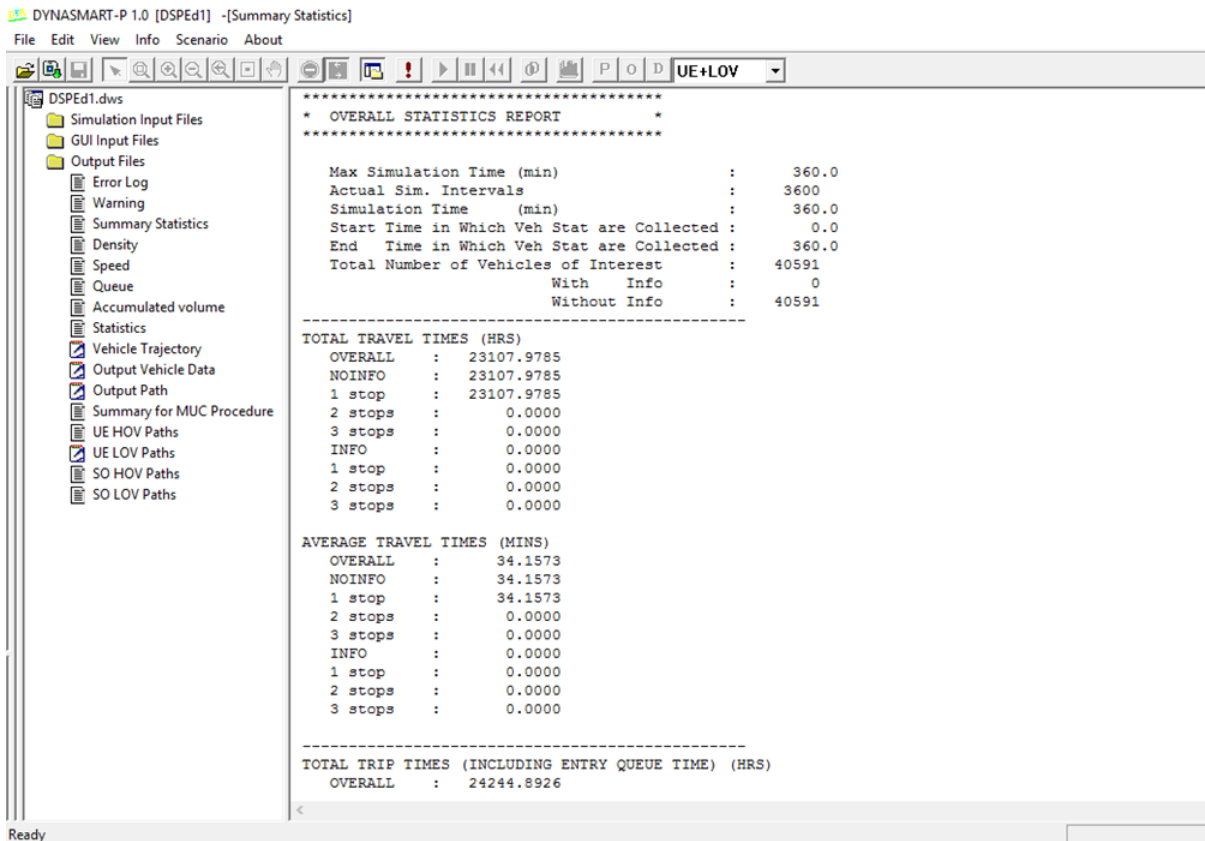 DYNASMART-P 1.0 [DSPEd1] -[Summary Statistics]
File Edit View Info Scenario About
P O D UE+LOV
DSPEd1.dws
Simulation Input Files
GUI Input Files
Output Files
Error Log
Warning
Summary Statistics
Density
Speed
Queue
Accumulated volume
Statistics
Vehicle Trajectory
Output Vehicle Data
Output Path
Summary for MUC Procedure
UE HOV Paths
UE LOV Paths
SO HOV Paths
SO LOV Paths
***************************************
* OVERALL STATISTICS REPORT *
***************************************
Max Simulation Time (min) : 360.0
Actual Sim. Intervals : 3600
Simulation Time (min) : 360.0
Start Time in Which Veh Stat are Collected : 0.0
End Time in Which Veh Stat are Collected : 360.0
Total Number of Vehicles of Interest : 40591
With Info : 0
Without Info : 40591
------------------------------------------------
TOTAL TRAVEL TIMES (HRS)
OVERALL : 23107.9785
NOINFO : 23107.9785
1 stop : 23107.9785
2 stops : 0.0000
3 stops : 0.0000
INFO : 0.0000
1 stop : 0.0000
2 stops : 0.0000
3 stops : 0.0000
AVERAGE TRAVEL TIMES (MINS)
OVERALL : 34.1573
NOINFO : 34.1573
1 stop : 34.1573
2 stops : 0.0000
3 stops : 0.0000
INFO : 0.0000
1 stop : 0.0000
2 stops : 0.0000
3 stops : 0.0000
------------------------------------------------
TOTAL TRIP TIMES (INCLUDING ENTRY QUEUE TIME) (HRS)
OVERALL : 24244.8926
Ready